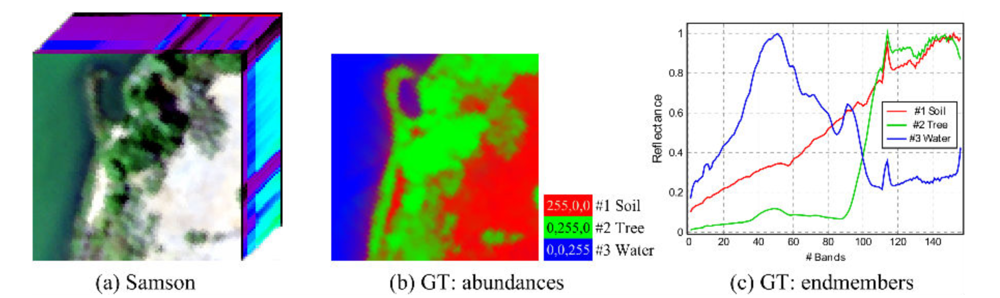 255,0,0 #1 Soil
0,255,0 #2 Tree
0,0,255 #3 Water
Reflectance
1
0.8
0.6
0.4
0.2
0
#1 Soil
#2 Tree
#3 Water
0 20 40 60 80 100 120 140
# Bands
(a) Samson
(b) GT: abundances
(c) GT: endmembers